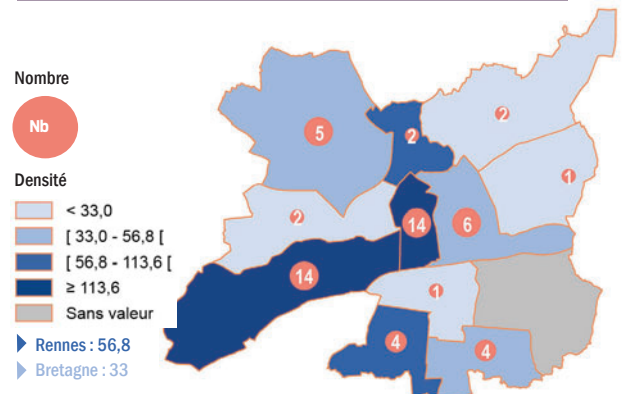 Nombre
Nb
Densité
< 33,0
[ 33,0 - 56,8 [
[ 56,8 - 113,6 [
≥ 113,6
Sans valeur
Rennes : 56,8
Bretagne : 33
2
5
2
1
14
6
2
14
1
4
4